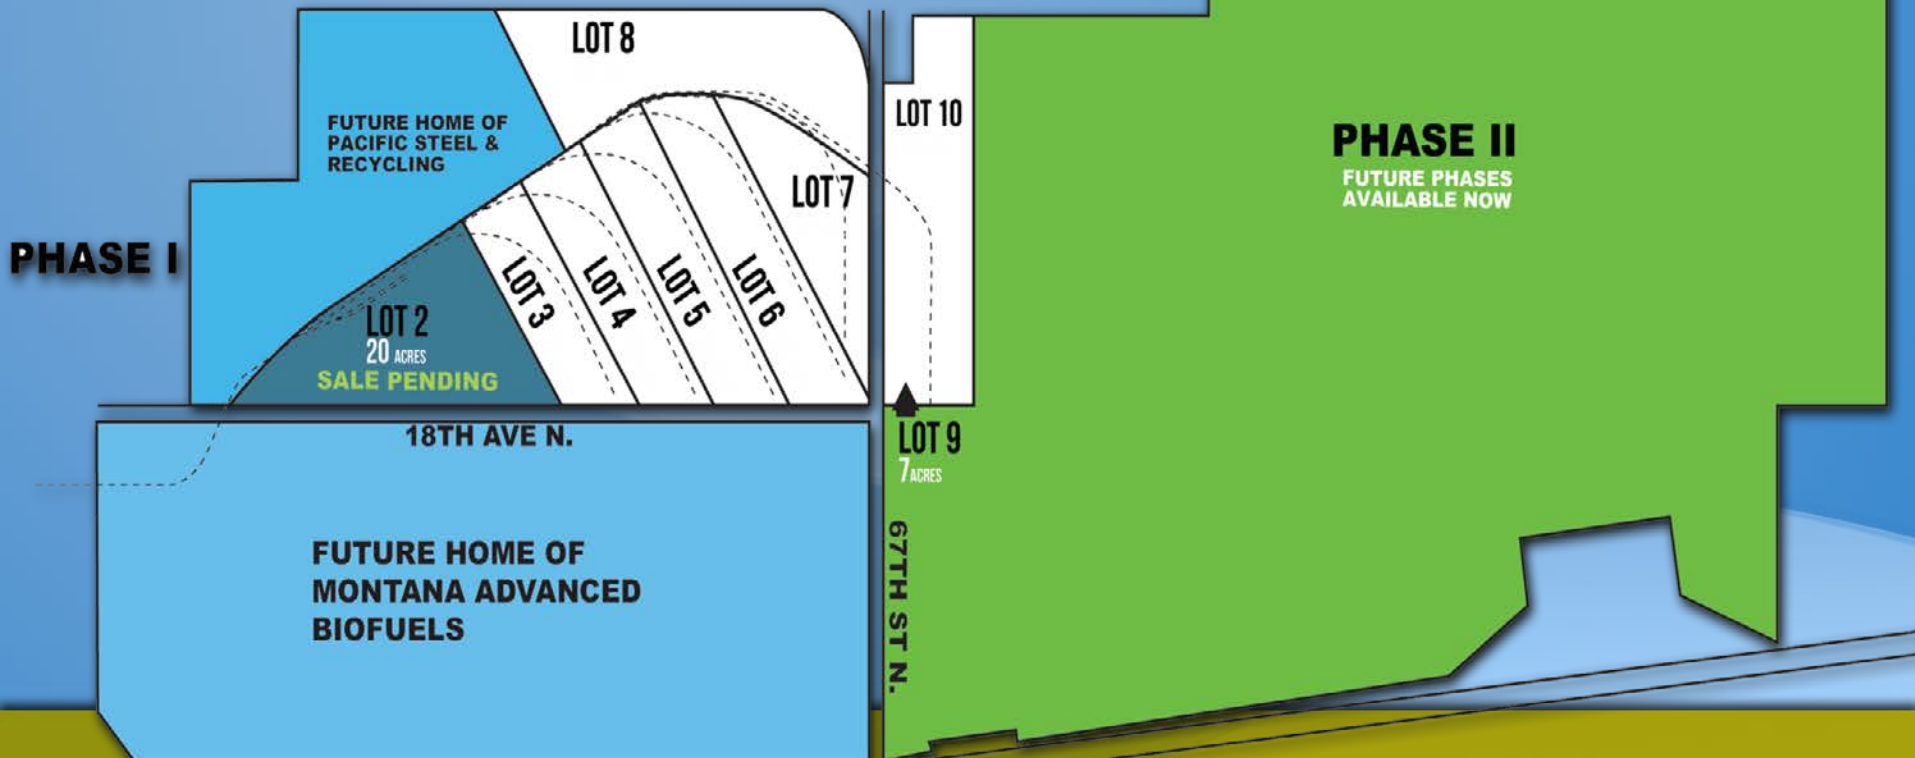 LOT 8
FUTURE HOME OF
PACIFIC STEEL &
RECYCLING
LOT 10
PHASE II
FUTURE PHASES
AVAILABLE NOW
LOT 7
PHASE I
LOT 3
LOT 4
LOT 5
LOT 6
LOT 2
20 ACRES
SALE PENDING
18TH AVE N.
LOT 9
7 ACRES
67TH ST N.
FUTURE HOME OF
MONTANA ADVANCED
BIOFUELS